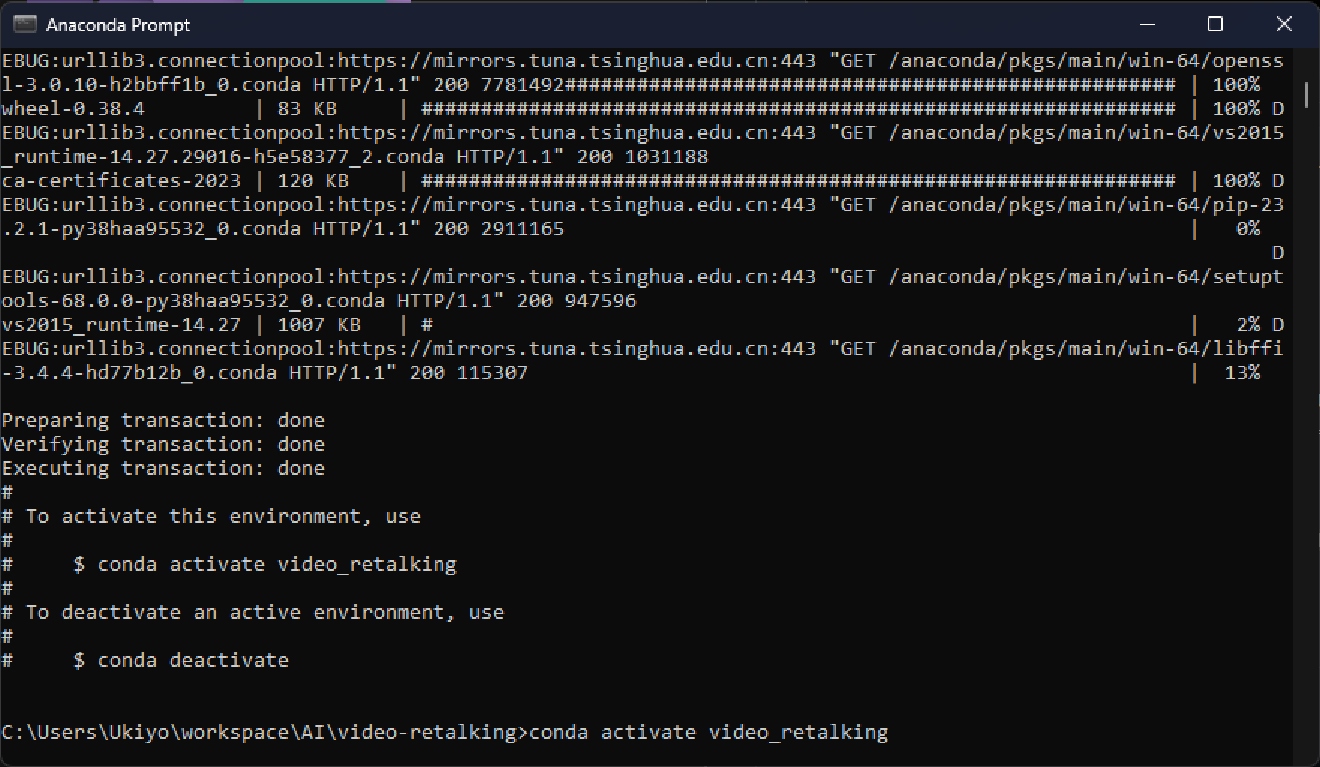 Anaconda Prompt
EBUG:urllib3.connectionpool:https://mirrors.tuna.tsinghua.edu.cn:443 "GET /anaconda/pkgs/main/win-64/openss
l-3.0.10-h2bbff1b_0.conda HTTP/1.1" 200 7781492################################################### | 100%
wheel-0.38.4         | 83 KB     | ############################################################### | 100% D
EBUG:urllib3.connectionpool:https://mirrors.tuna.tsinghua.edu.cn:443 "GET /anaconda/pkgs/main/win-64/vs2015
_runtime-14.27.29016-h5e58377_2.conda HTTP/1.1" 200 1031188
ca-certificates-2023 | 120 KB    | ############################################################### | 100% D
EBUG:urllib3.connectionpool:https://mirrors.tuna.tsinghua.edu.cn:443 "GET /anaconda/pkgs/main/win-64/pip-23
.2.1-py38haa95532_0.conda HTTP/1.1" 200 2911165                                                    |   0%
D
EBUG:urllib3.connectionpool:https://mirrors.tuna.tsinghua.edu.cn:443 "GET /anaconda/pkgs/main/win-64/setupt
ools-68.0.0-py38haa95532_0.conda HTTP/1.1" 200 947596
vs2015_runtime-14.27 | 1007 KB   | #                                                               |   2% D
EBUG:urllib3.connectionpool:https://mirrors.tuna.tsinghua.edu.cn:443 "GET /anaconda/pkgs/main/win-64/libffi
-3.4.4-hd77b12b_0.conda HTTP/1.1" 200 115307                                                       |  13%
Preparing transaction: done
Verifying transaction: done
Executing transaction: done
#
# To activate this environment, use
#
#     $ conda activate video_retalking
#
# To deactivate an active environment, use
#
#     $ conda deactivate
C:\Users\Ukiyo\workspace\AI\video-retalking>conda activate video_retalking